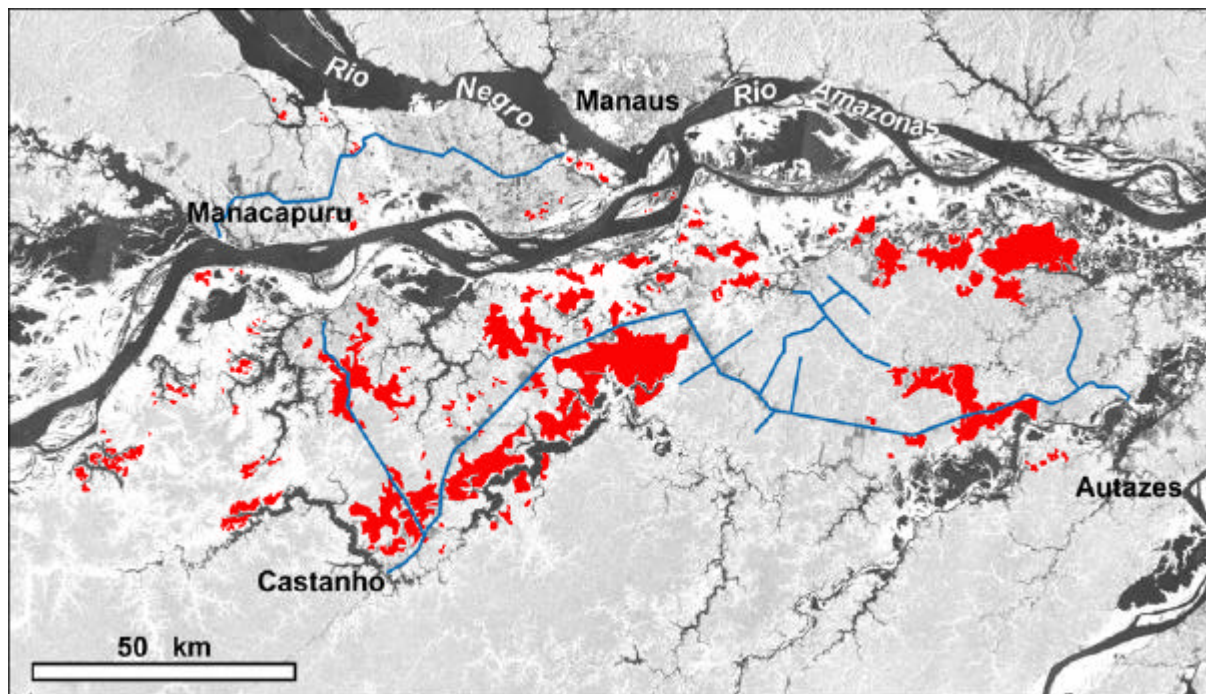 Rio
Negro
Manaus
Rio
Amazonas
Manacapuru
Autazes
Castanho
50 km